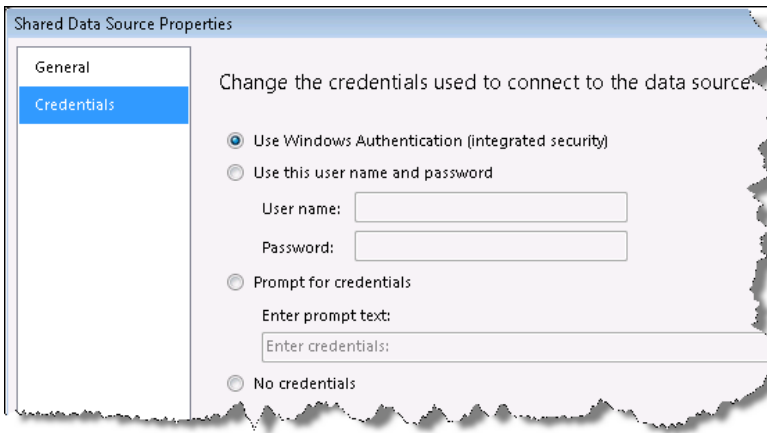 Shared Data Source Properties
General
Credentials
Change the credentials used to connect to the data source.
Use Windows Authentication (integrated security)
Use this user name and password
User name:
Password:
Prompt for credentials
Enter prompt text:
Enter credentials:
No credentials